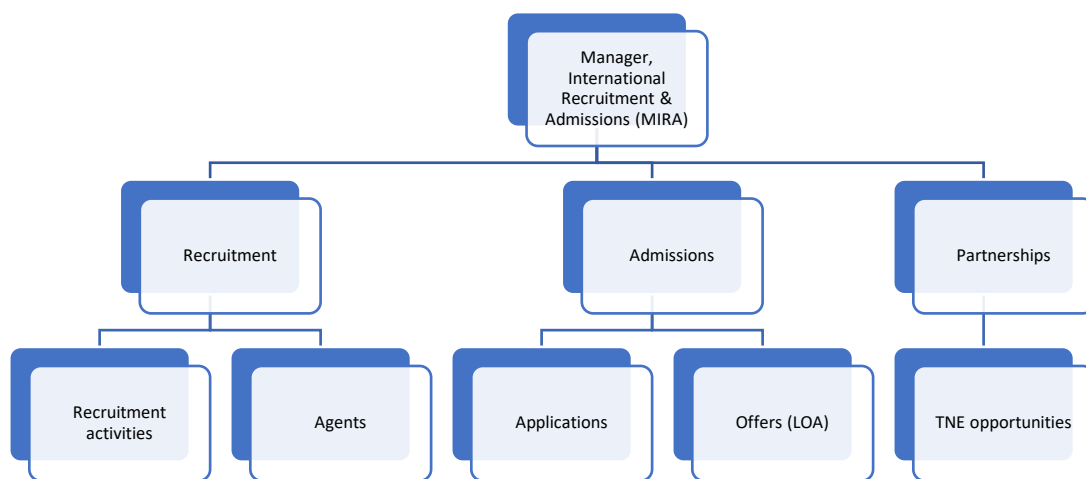 Manager,
International
Recruitment &
Admissions (MIRA)
Recruitment
Admissions
Partnerships
Recruitment
activities
Agents
Applications
Offers (LOA)
TNE opportunities